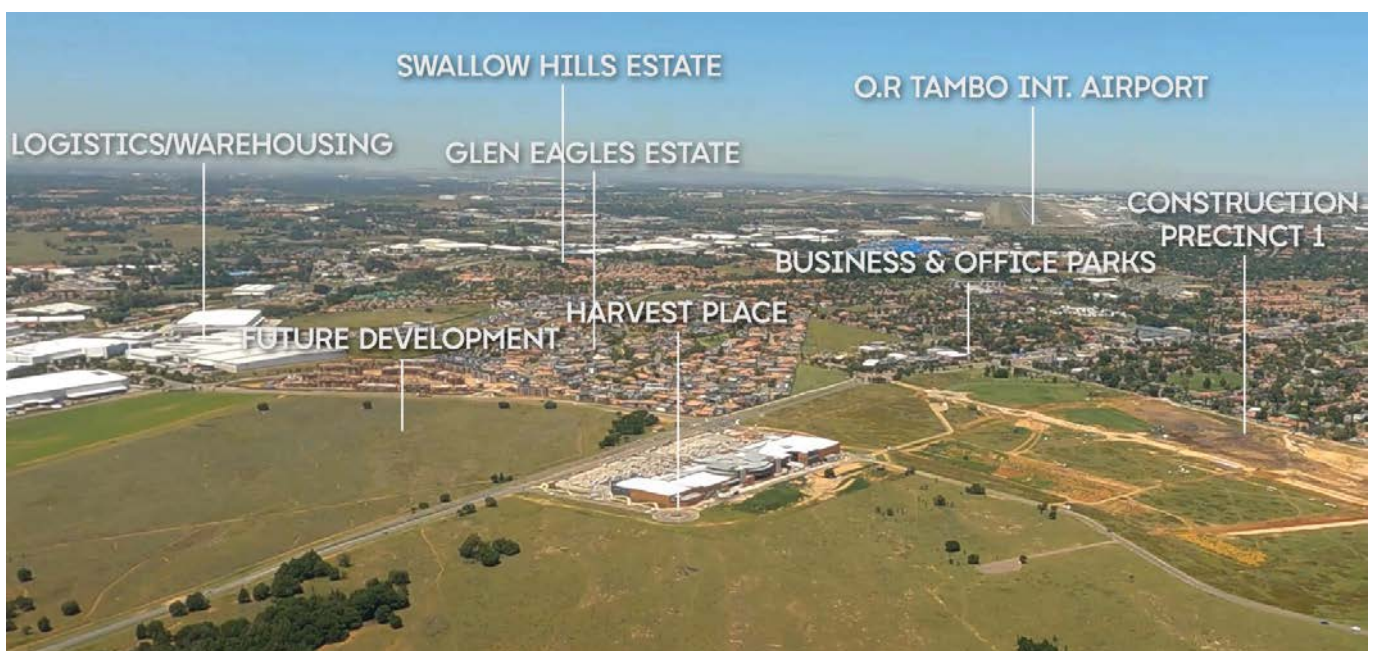 SWALLOW HILLS ESTATE
O.R TAMBO INT. AIRPORT
LOGISTICS/WAREHOUSING
GLEN EAGLES ESTATE
CONSTRUCTION
PRECINCT 1
BUSINESS & OFFICE PARKS
HARVEST PLACE
FUTURE DEVELOPMENT